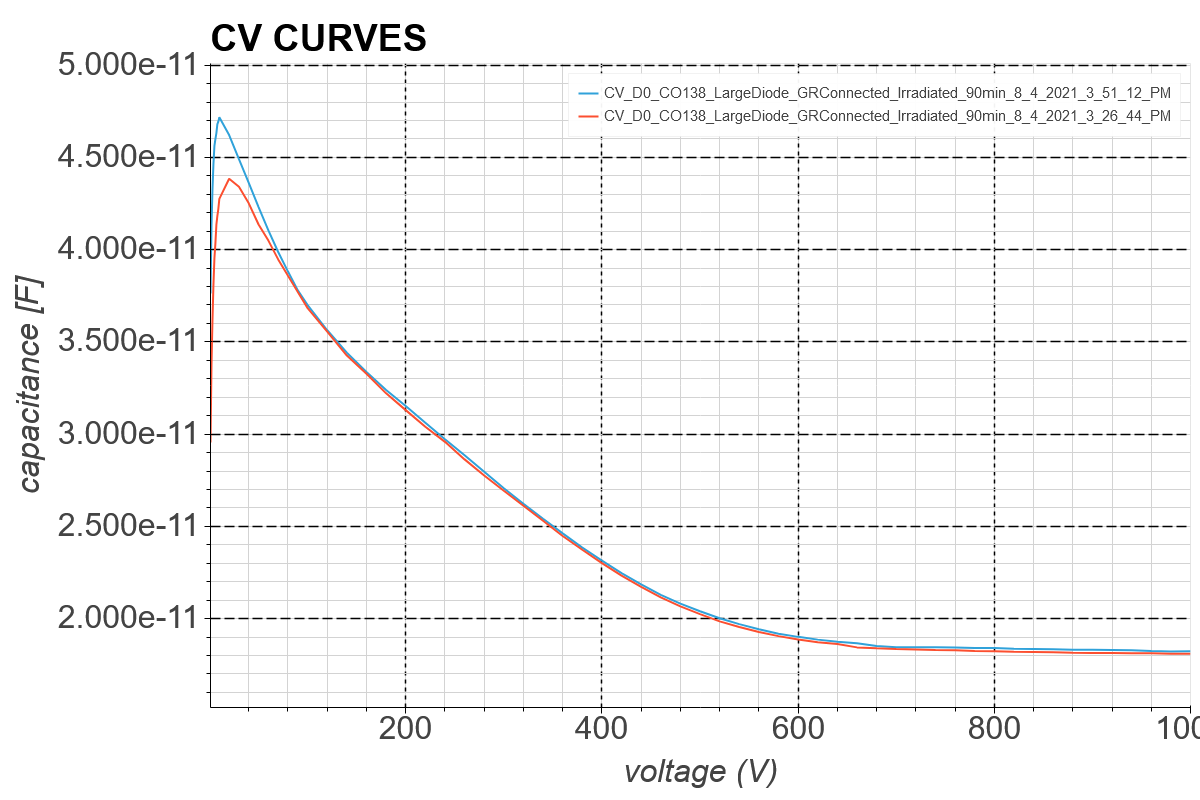 CV CURVES
5.000e-11
4.500e-11
4.000e-11
3.500e-11
3.000e-11
2.500e-11
2.000e-11
capacitance [F]
CV_D0_CO138_LargeDiode_GRConnected_Irradiated_90min_8_4_2021_3_51_12_PM
CV_D0_CO138_LargeDiode_GRConnected_Irradiated_90min_8_4_2021_3_26_44_PM
200 400 600 800 100
voltage (V)